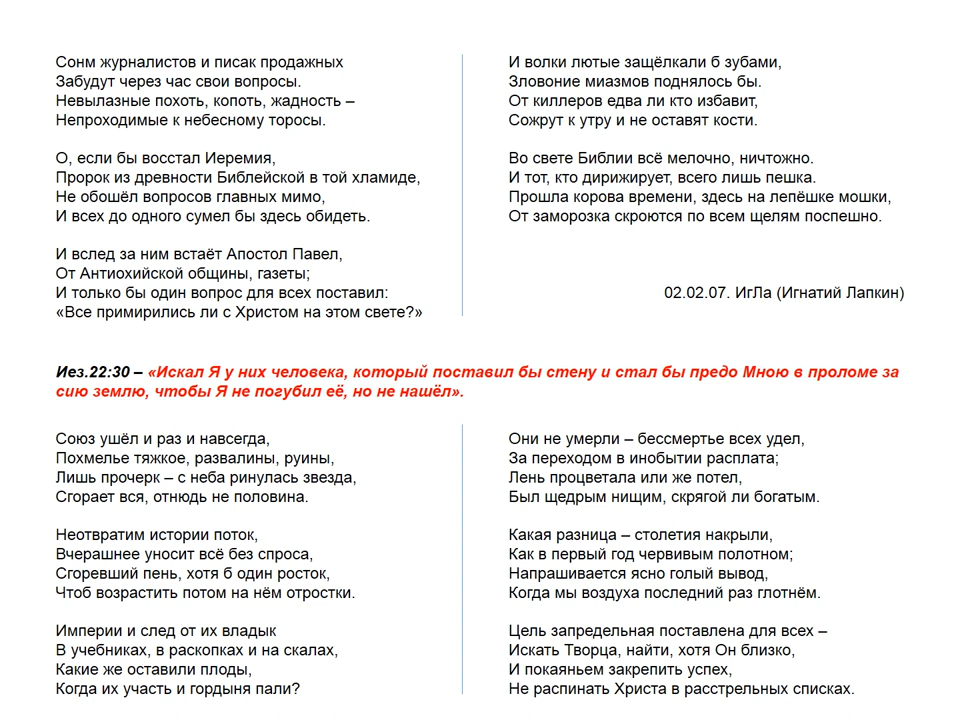 Сонм журналистов и писак продажных
Забудут через час свои вопросы.
Невылазные похоть, копоть, жадность –
Непроходимые к небесному торосы.
О, если бы восстал Иеремия,
Пророк из древности Библейской в той хламиде,
Не обошёл вопросов главных мимо,
И всех до одного сумел бы здесь обидеть.
И вслед за ним встаёт Апостол Павел,
От Антиохийской общины, газеты;
И только бы один вопрос для всех поставил:
«Все примирились ли с Христом на этом свете?»
И волки лютые защёлкали б зубами,
Зловоние миазмов поднялось бы.
От киллеров едва ли кто избавит,
Сожрут к утру и не оставят кости.
Во свете Библии всё мелочно, ничтожно.
И тот, кто дирижирует, всего лишь пешка.
Прошла корова времени, здесь на лепёшке мошки,
От заморозка скроются по всем щелям поспешно.
02.02.07. ИгЛа (Игнатий Лапкин)
Иез.22:30 – «Искал Я у них человека, который поставил бы стену и стал бы предо Мною в проломе за
сию землю, чтобы Я не погубил её, но не нашёл».
Союз ушёл и раз и навсегда,
Похмелье тяжкое, развалины, руины,
Лишь прочерк – с неба ринулась звезда,
Сгорает вся, отнюдь не половина.
Неотвратим истории поток,
Вчерашнее уносит всё без спроса,
Сгоревший пень, хотя б один росток,
Чтоб возрастить потом на нём отростки.
Империи и след от их владык
В учебниках, в раскопках и на скалах,
Какие же оставили плоды,
Когда их участь и гордыня пали?
Они не умерли – бессмертье всех удел,
За переходом в инобытии расплата;
Лень процветала или же потел,
Был щедрым нищим, скрягой ли богатым.
Какая разница – столетия накрыли,
Как в первый год червивым полотном;
Напрашивается ясно голый вывод,
Когда мы воздуха последний раз глотнём.
Цель запредельная поставлена для всех –
Искать Творца, найти, хотя Он близко,
И покаяньем закрепить успех,
Не распинать Христа в расстрельных списках.